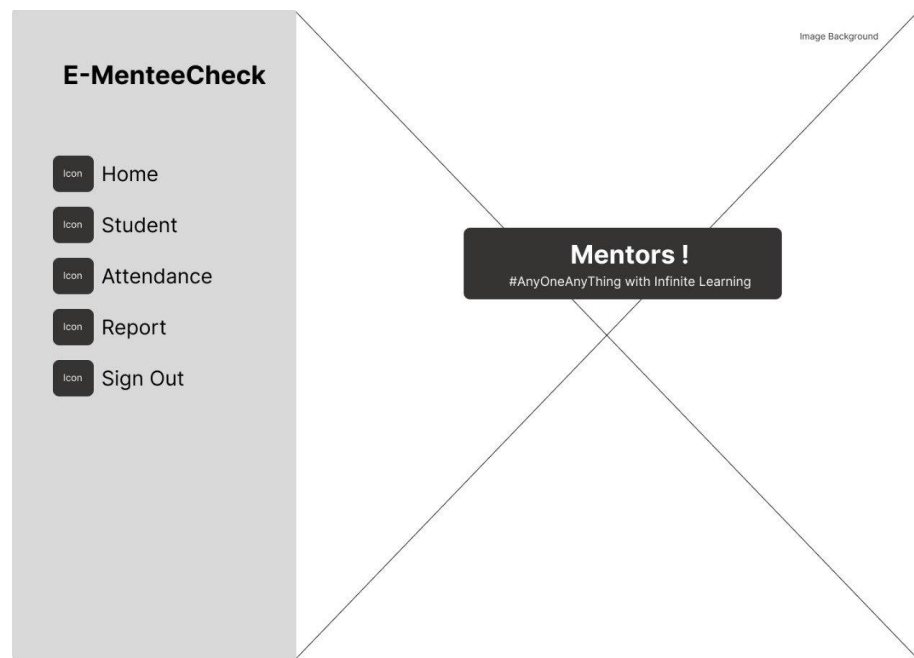 E-MenteeCheck
Icon Home
Icon Student
Icon Attendance
Icon Report
Icon Sign Out
Image Background
Mentors !
#AnyOneAnyThing with Infinite Learning